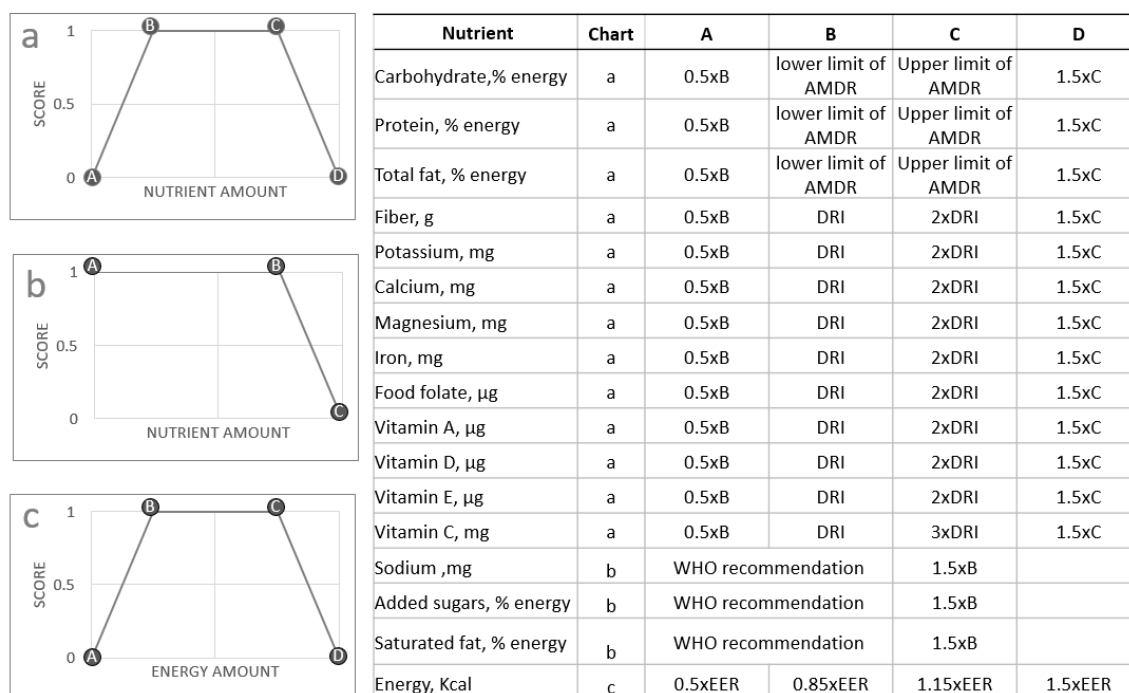 a
1
0.5
0
SCORE
A
B
C
D
NUTRIENT AMOUNT
b
1
0.5
0
SCORE
A
B
C
NUTRIENT AMOUNT
c
1
0.5
0
SCORE
A
B
C
D
ENERGY AMOUNT
Nutrient Chart A B C D
Carbohydrate,% energy a 0.5xB lower limit of AMDR Upper limit of AMDR 1.5xC
Protein, % energy a 0.5xB lower limit of AMDR Upper limit of AMDR 1.5xC
Total fat, % energy a 0.5xB lower limit of AMDR Upper limit of AMDR 1.5xC
Fiber, g a 0.5xB DRI 2xDRI 1.5xC
Potassium, mg a 0.5xB DRI 2xDRI 1.5xC
Calcium, mg a 0.5xB DRI 2xDRI 1.5xC
Magnesium, mg a 0.5xB DRI 2xDRI 1.5xC
Iron, mg a 0.5xB DRI 2xDRI 1.5xC
Food folate, µg a 0.5xB DRI 2xDRI 1.5xC
Vitamin A, µg a 0.5xB DRI 2xDRI 1.5xC
Vitamin D, µg a 0.5xB DRI 2xDRI 1.5xC
Vitamin E, µg a 0.5xB DRI 2xDRI 1.5xC
Vitamin C, mg a 0.5xB DRI 3xDRI 1.5xC
Sodium ,mg b WHO recommendation 1.5xB
Added sugars, % energy b WHO recommendation 1.5xB
Saturated fat, % energy b WHO recommendation 1.5xB
Energy, Kcal c 0.5xEER 0.85xEER 1.15xEER 1.5xEER